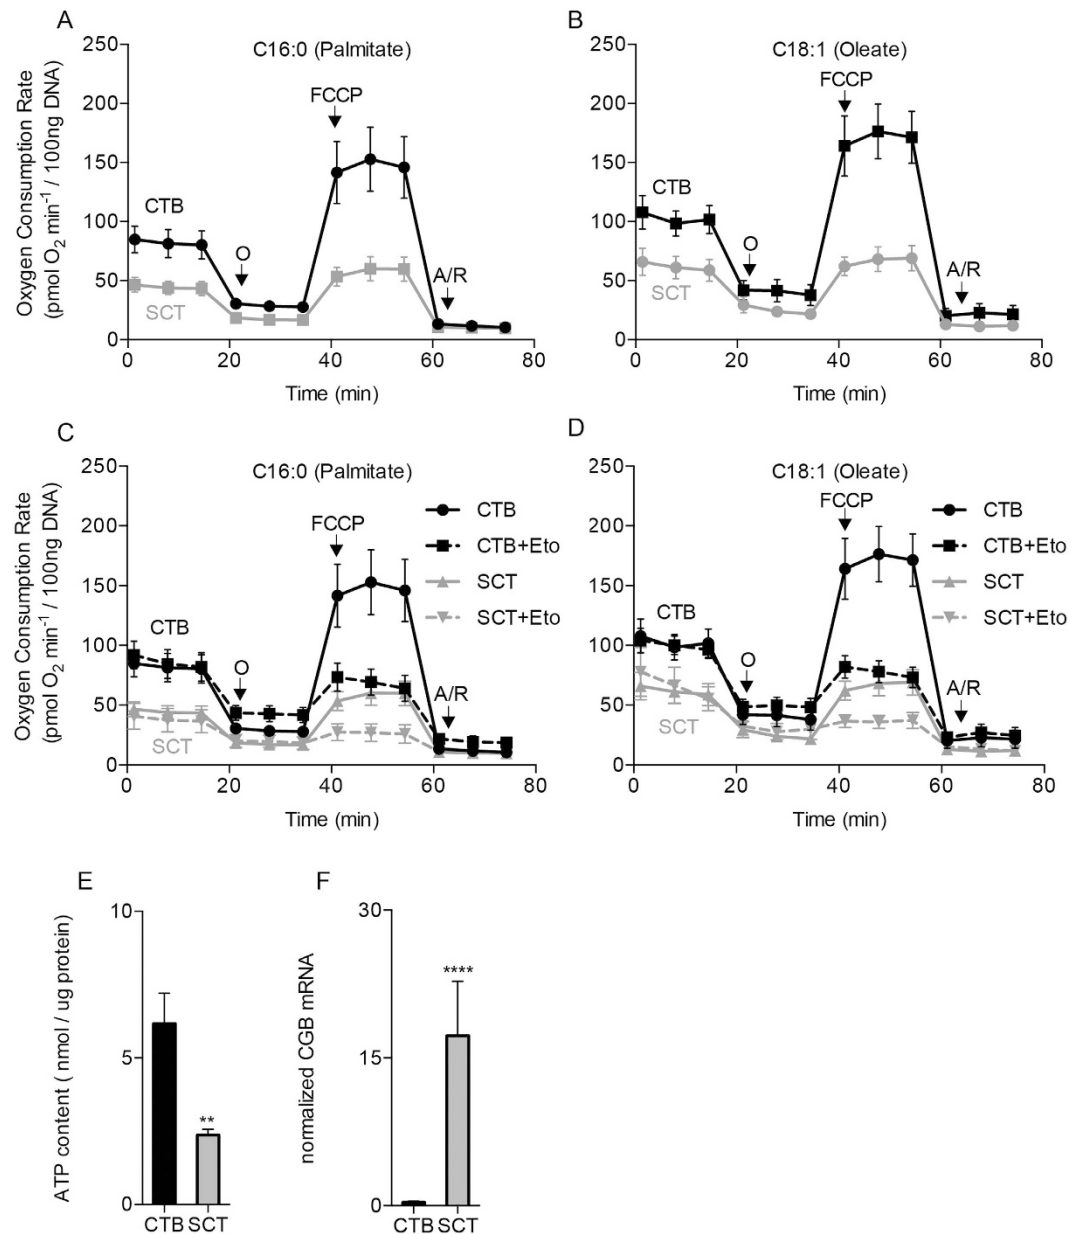 A
C16:0 (Palmitate)
Oxygen Consumption Rate
(pmol O₂ min⁻¹ / 100ng DNA)
250
200
150
100
50
0
FCCP
CTB
O
SCT
A/R
0 20 40 60 80
Time (min)
B
C18:1 (Oleate)
250
200
150
100
50
0
FCCP
CTB
O
SCT
A/R
0 20 40 60 80
Time (min)
C
C16:0 (Palmitate)
Oxygen Consumption Rate
(pmol O₂ min⁻¹ / 100ng DNA)
250
200
150
100
50
0
FCCP
CTB
O
SCT
A/R
CTB
CTB+Eto
SCT
SCT+Eto
0 20 40 60 80
Time (min)
D
C18:1 (Oleate)
250
200
150
100
50
0
FCCP
CTB
O
SCT
A/R
CTB
CTB+Eto
SCT
SCT+Eto
0 20 40 60 80
Time (min)
E
ATP content ( nmol / ug protein)
10
5
0
**
CTB SCT
F
normalized CGB mRNA
30
15
0
****
CTB SCT